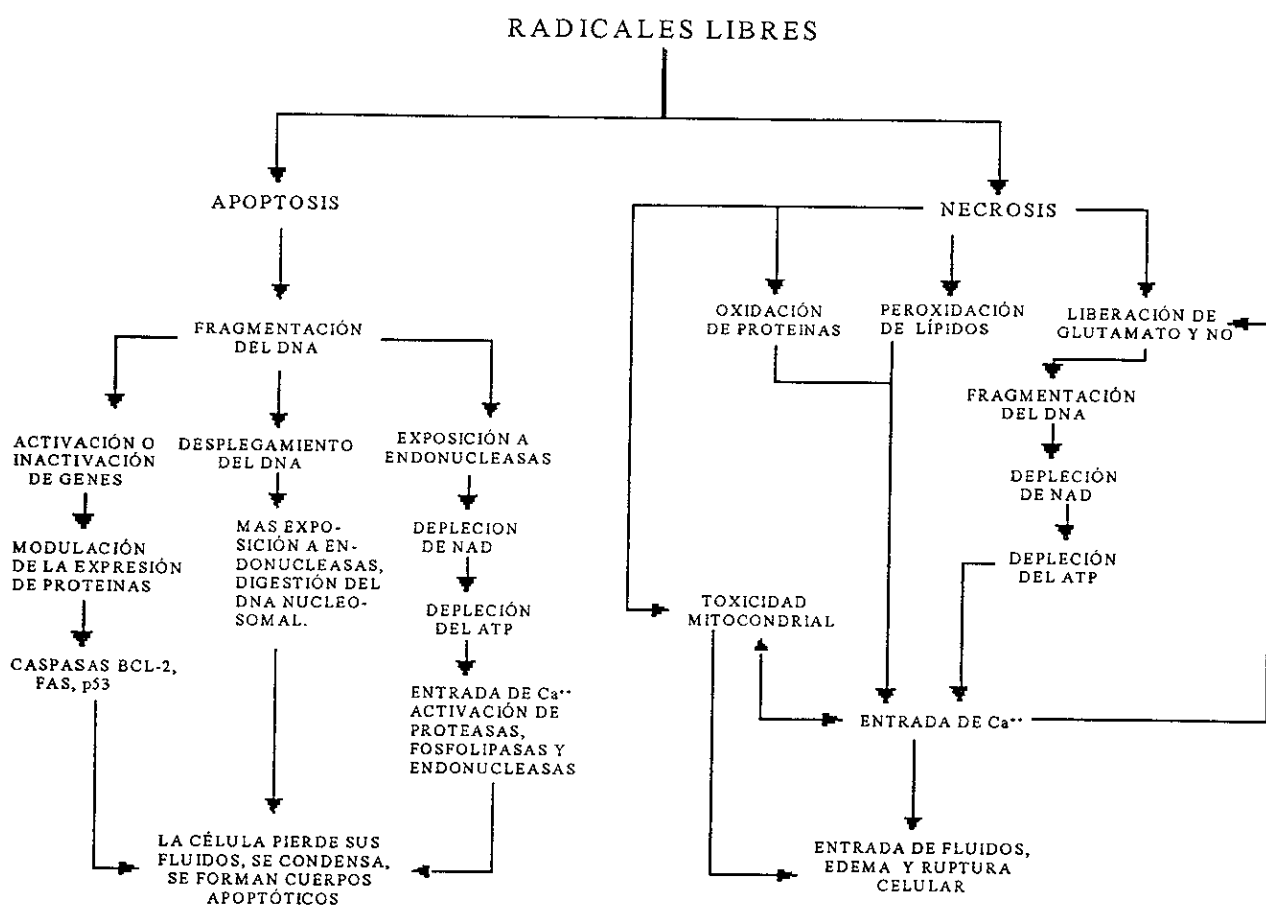 RADICALES LIBRES
APOPTOSIS
FRAGMENTACIÓN
DEL DNA
ACTIVACIÓN O
INACTIVACIÓN
DE GENES
MODULACIÓN
DE LA EXPRESIÓN
DE PROTEINAS
CASPASAS BCL-2,
FAS, p53
DESPLEGAMIENTO
DEL DNA
MAS EXPO-
SICIÓN A EN-
DONUCLEASAS,
DIGESTIÓN DEL
DNA NUCLEO-
SOMAL.
EXPOSICIÓN A
ENDONUCLEASAS
DEPLECION
DE NAD
DEPLECIÓN
DEL ATP
ENTRADA DE Ca++
ACTIVACIÓN DE
PROTEASAS,
FOSFOLIPASAS Y
ENDONUCLEASAS
LA CÉLULA PIERDE SUS
FLUIDOS, SE CONDENSA,
SE FORMAN CUERPOS
APOPTÓTICOS
NECROSIS
OXIDACIÓN
DE PROTEINAS
PEROXIDACIÓN
DE LÍPIDOS
LIBERACIÓN DE
GLUTAMATO Y NO
FRAGMENTACIÓN
DEL DNA
DEPLECIÓN
DE NAD
DEPLECIÓN
DEL ATP
TOXICIDAD
MITOCONDRIAL
ENTRADA DE Ca++
ENTRADA DE FLUIDOS,
EDEMA Y RUPTURA
CELULAR